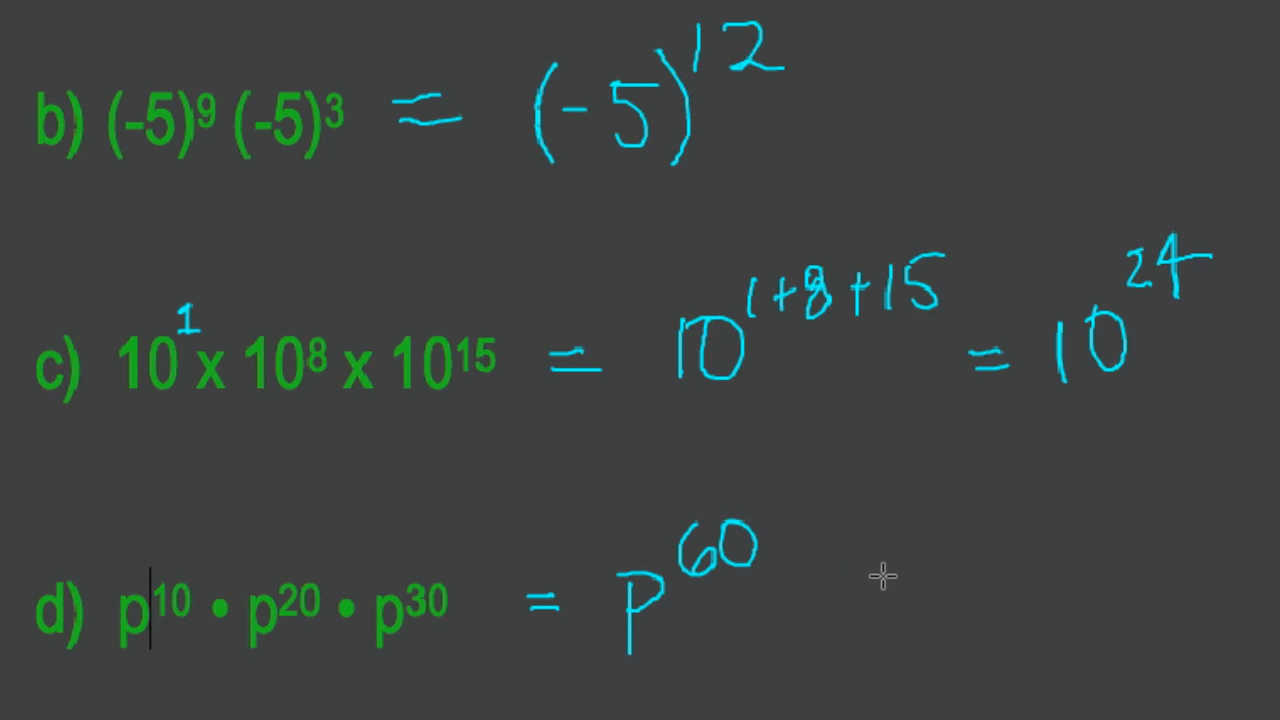 b) (-5)⁹ (-5)³ = (-5)¹²
c) 10¹ x 10⁸ x 10¹⁵ = 10¹⁺⁸⁺¹⁵ = 10²⁴
d) p¹⁰ • p²⁰ • p³⁰ = p⁶⁰